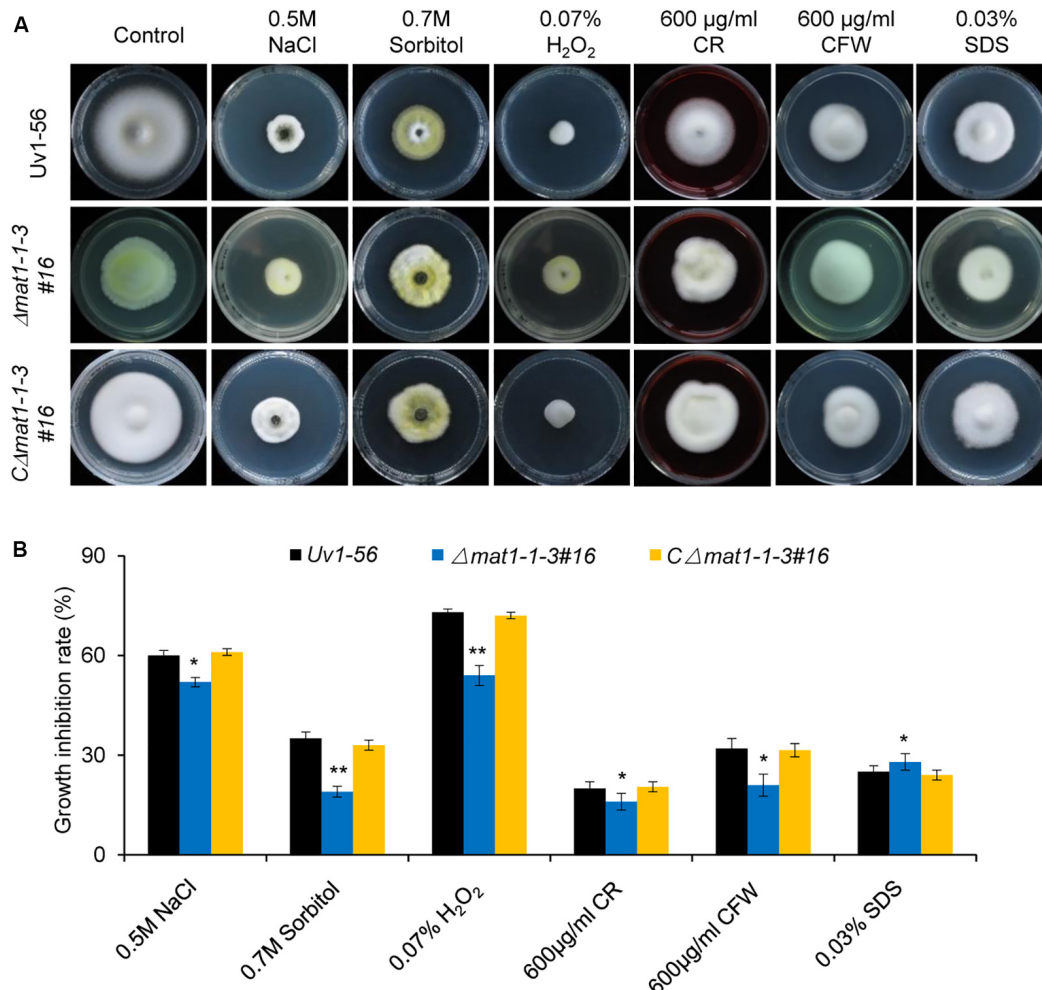 A
Control
0.5M
NaCl
0.7M
Sorbitol
0.07%
H₂O₂
600 µg/ml
CR
600 µg/ml
CFW
0.03%
SDS
Uv1-56
Δmat1-1-3
#16
CΔmat1-1-3
#16
B
Uv1-56
Δmat1-1-3#16
CΔmat1-1-3#16
Growth inhibition rate (%)
90
60
30
0
*
**
**
*
*
*
0.5M NaCl
0.7M Sorbitol
0.07% H₂O₂
600µg/ml CR
600µg/ml CFW
0.03% SDS